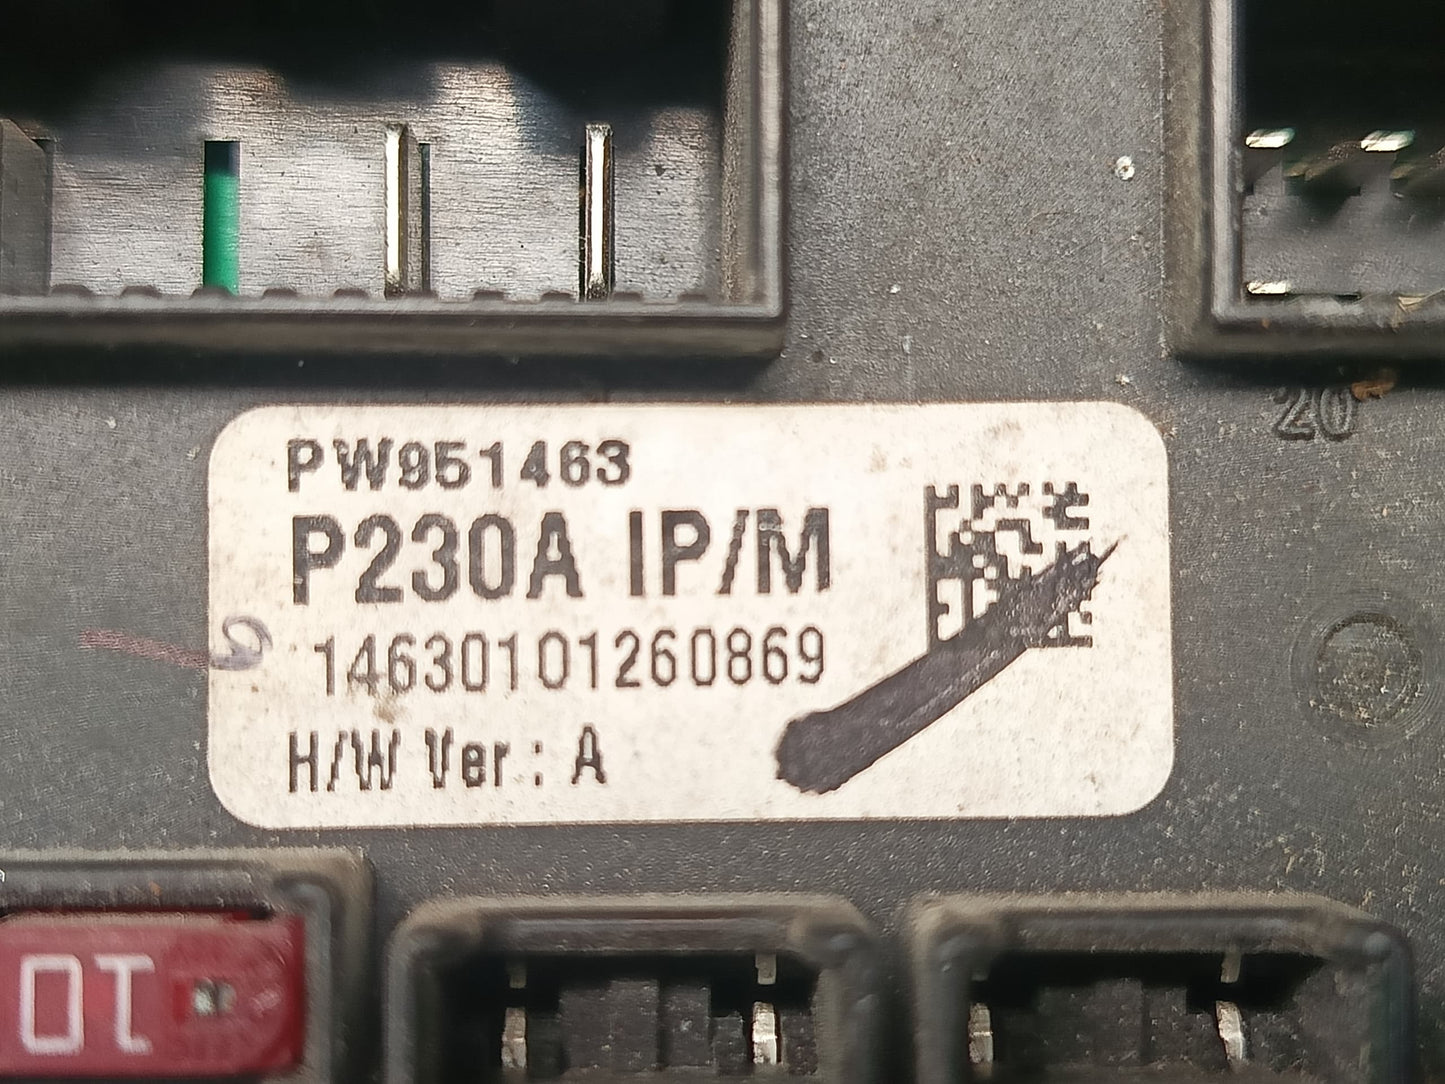 20
PW951463
P230A IP/M
14630101260869
H/W Ver : A
10